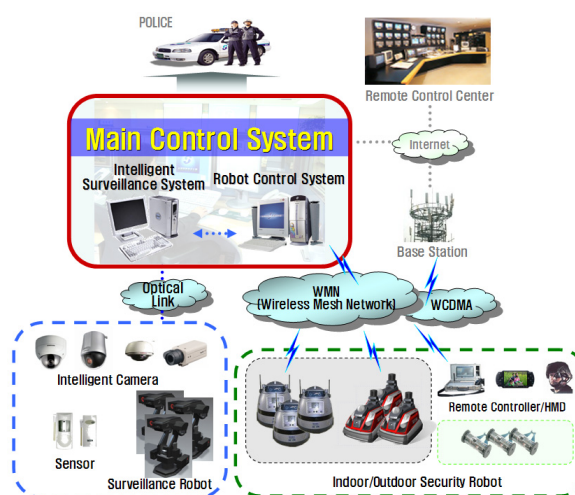 POLICE
Remote Control Center
Main Control System
Internet
Intelligent
Surveillance System
Robot Control System
Base Station
Optical
Link
WMN
(Wireless Mesh Network)
WCDMA
Intelligent Camera
Remote Controller/HMD
Sensor
Surveillance Robot
Indoor/Outdoor Security Robot